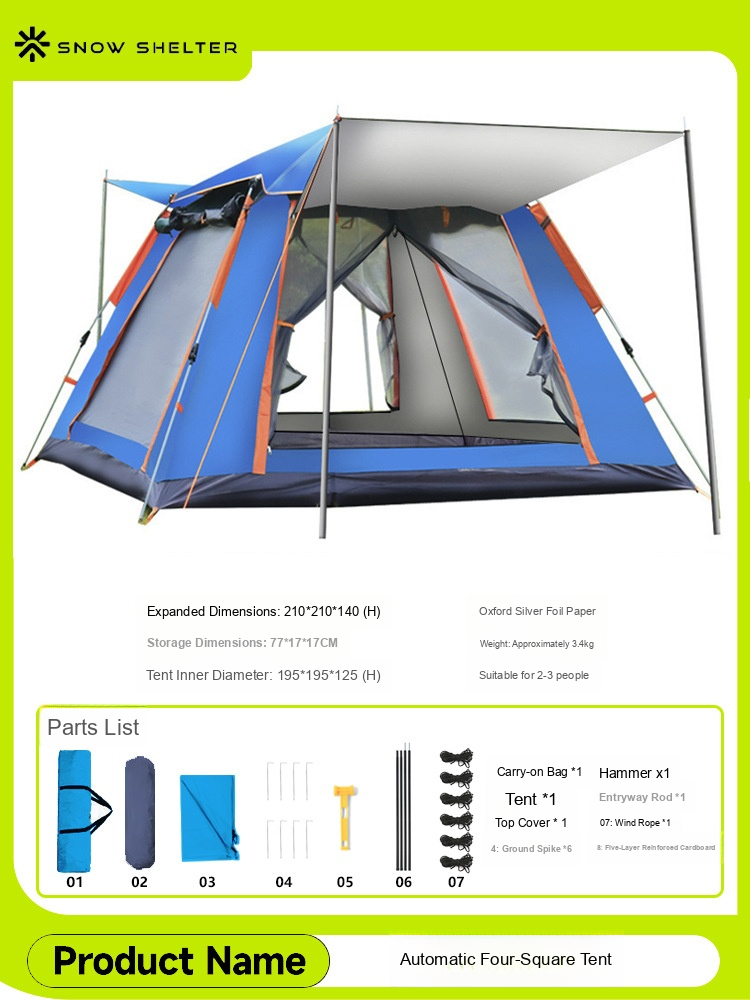 SNOW SHELTER
Expanded Dimensions: 210*210*140 (H)
Oxford Silver Foil Paper
Storage Dimensions: 77*17*17CM
Weight: Approximately 3.4kg
Tent Inner Diameter: 195*195*125 (H)
Suitable for 2-3 people
Parts List
Carry-on Bag *1
Hammer x1
Tent *1
Entryway Rod *1
Top Cover * 1
07: Wind Rope *1
4: Ground Spike *6
8: Five-Layer Reinforced Cardboard
01 02 03 04 05 06 07
Product Name
Automatic Four-Square Tent